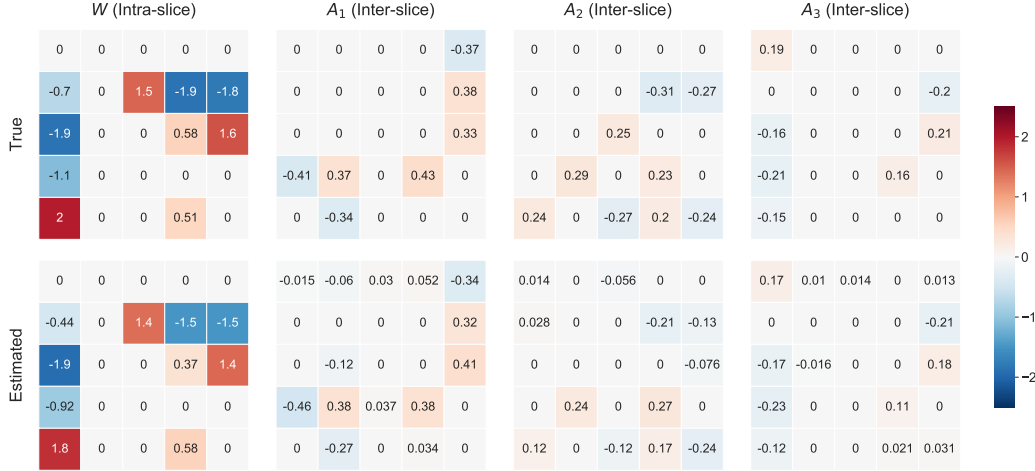 W (Intra-slice) A₁ (Inter-slice) A₂ (Inter-slice) A₃ (Inter-slice)
True
0 0 0 0 0 0 0 0 0 -0.37 0 0 0 0 0 0.19 0 0 0 0
-0.7 0 1.5 -1.9 -1.8 0 0 0 0 0.38 0 0 0 -0.31 -0.27 0 0 0 0 -0.2
-1.9 0 0 0.58 1.6 0 0 0 0 0.33 0 0 0.25 0 0 -0.16 0 0 0 0.21
-1.1 0 0 0 0 -0.41 0.37 0 0.43 0 0 0.29 0 0.23 0 -0.21 0 0 0.16 0
2 0 0 0.51 0 0 -0.34 0 0 0 0.24 0 -0.27 0.2 -0.24 -0.15 0 0 0 0
Estimated
0 0 0 0 0 -0.015 -0.06 0.03 0.052 -0.34 0.014 0 -0.056 0 0 0.17 0.01 0.014 0 0.013
-0.44 0 1.4 -1.5 -1.5 0 0 0 0 0.32 0.028 0 0 -0.21 -0.13 0 0 0 0 -0.21
-1.9 0 0 0.37 1.4 0 -0.12 0 0 0.41 0 0 0 0 -0.076 -0.17 -0.016 0 0 0.18
-0.92 0 0 0 0 -0.46 0.38 0.037 0.38 0 0 0.24 0 0.27 0 -0.23 0 0 0.11 0
1.8 0 0 0.58 0 0 -0.27 0 0.034 0 0.12 0 -0.12 0.17 -0.24 -0.12 0 0 0.021 0.031
2
1
0
−1
−2